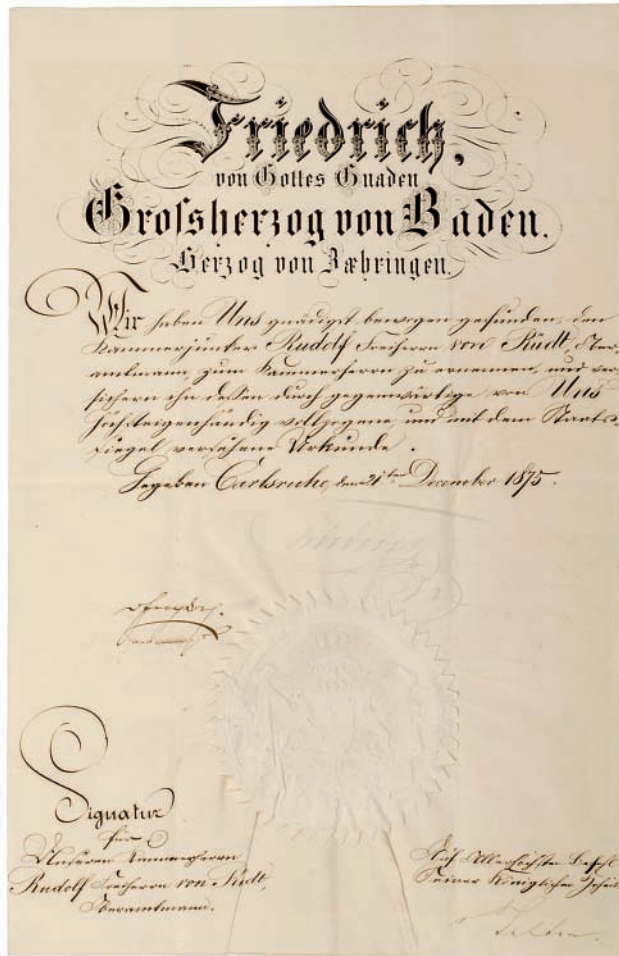 Friedrich,
von Gottes Gnaden
Grossherzog von Baden.
Herzog von Zæhringen.
Wir haben Uns gnädigst bewogen gefunden, den
Kammerjunker Rudolf Freiherrn von Rüdt, Ober-
amtmann, zum Kammerherrn zu ernennen, und ver-
sichern ihn dessen durch gegenwärtige von Uns
höchsteigenhändig vollzogene und mit dem Staats-
siegel versehene Urkunde.
Gegeben Carlsruhe, den 21ten December 1875.
Signatur
für
Unseren Kammerherrn
Rudolf Freiherrn von Rüdt,
Oberamtmann.
Auf Allerhöchsten Befehl
Seiner Königlichen Hoheit